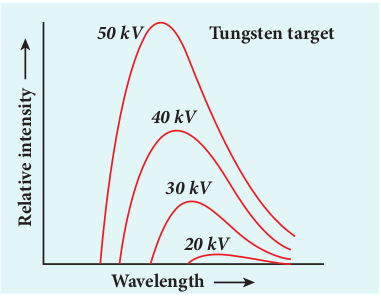 50 kV
Tungsten target
40 kV
30 kV
20 kV
Relative intensity
Wavelength